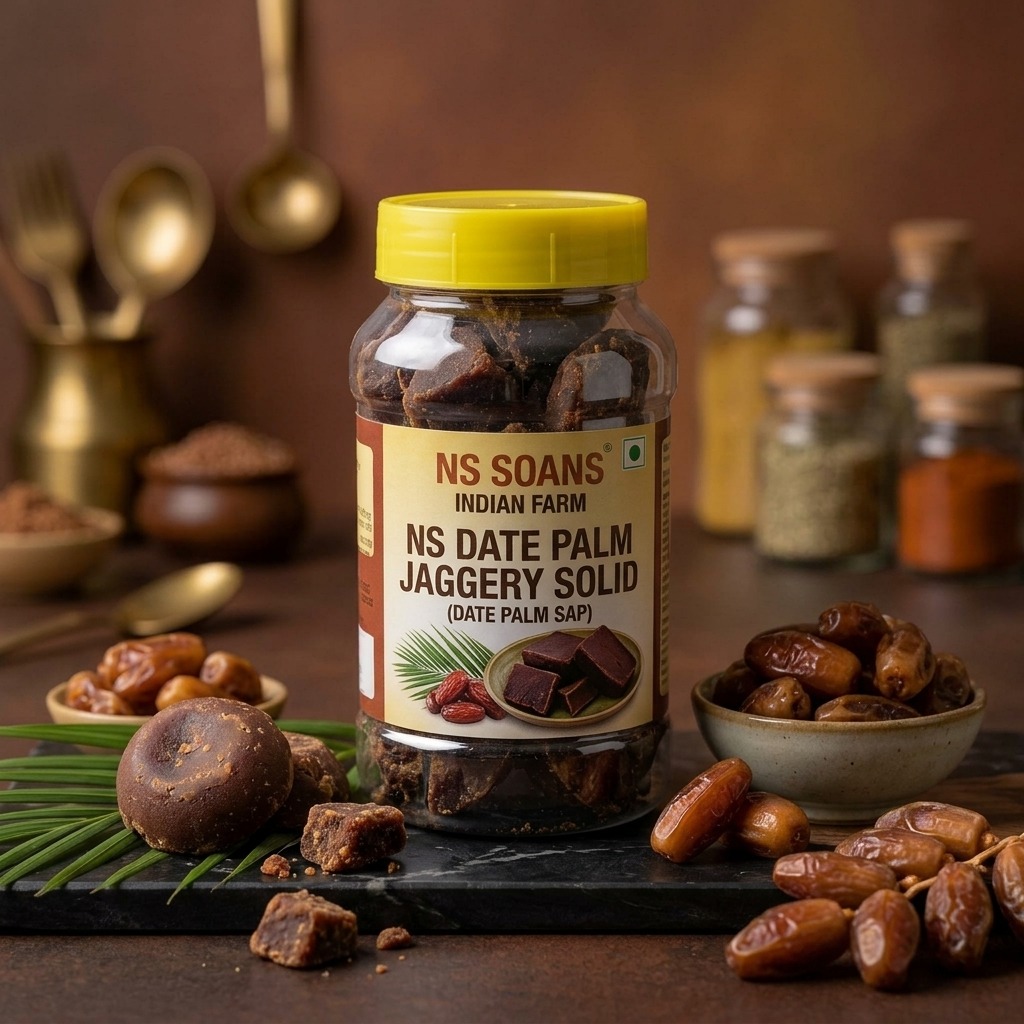 NS SOANS®
INDIAN FARM
NS DATE PALM
JAGGERY SOLID
(DATE PALM SAP)